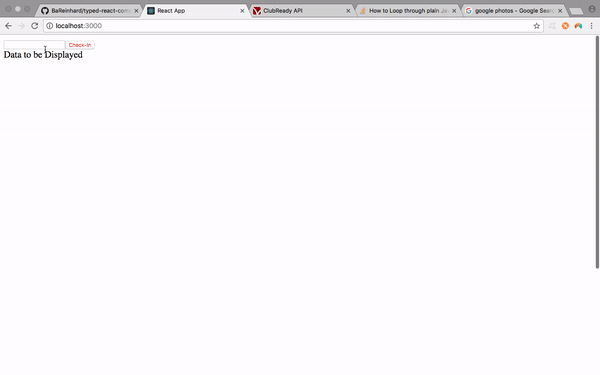 BaReinhard/typed-react-com
React App
ClubReady API
How to Loop through plain Ja
google photos - Google Sear
localhost:3000
Check-In
Data to be Displayed